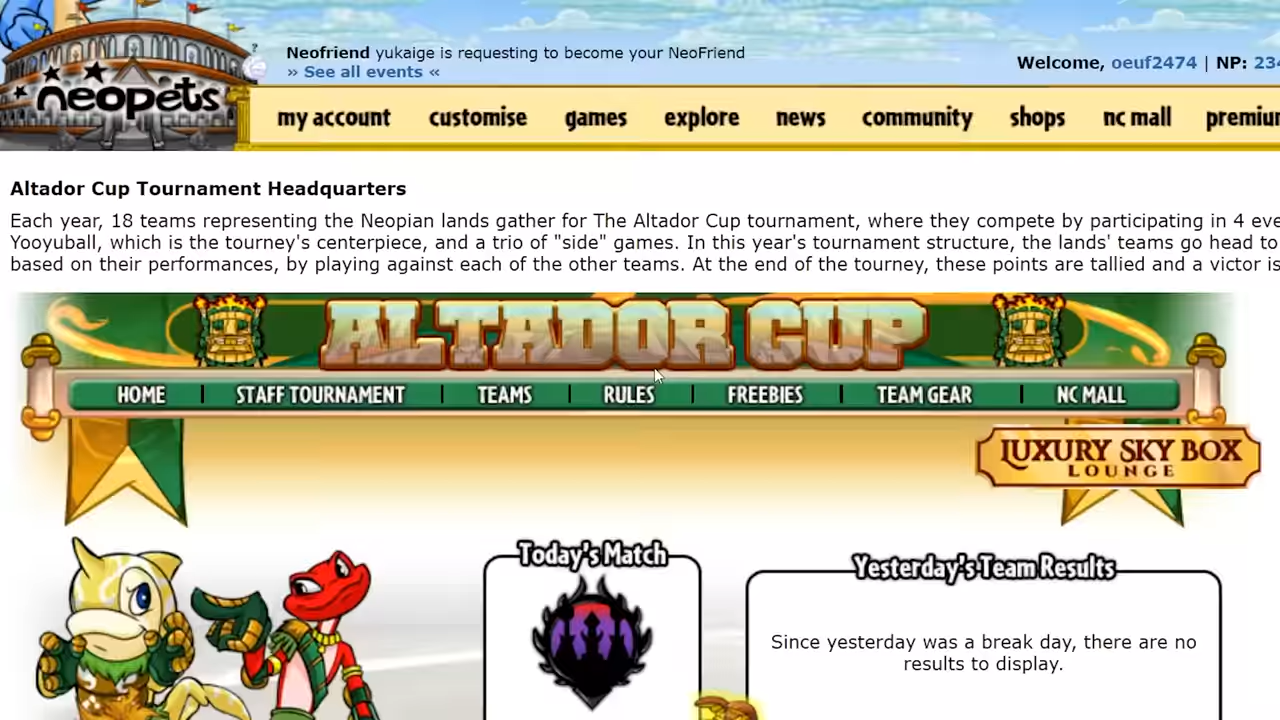 neopets
Neofriend yukaige is requesting to become your NeoFriend
» See all events «
Welcome, oeuf2474 | NP: 234
my account customise games explore news community shops nc mall premium
Altador Cup Tournament Headquarters
Each year, 18 teams representing the Neopian lands gather for The Altador Cup tournament, where they compete by participating in 4 eve
Yooyuball, which is the tourney's centerpiece, and a trio of "side" games. In this year's tournament structure, the lands' teams go head to
based on their performances, by playing against each of the other teams. At the end of the tourney, these points are tallied and a victor is
ALTADOR CUP
HOME STAFF TOURNAMENT TEAMS RULES FREEBIES TEAM GEAR NC MALL
LUXURY SKY BOX
LOUNGE
Today's Match
Yesterday's Team Results
Since yesterday was a break day, there are no
results to display.